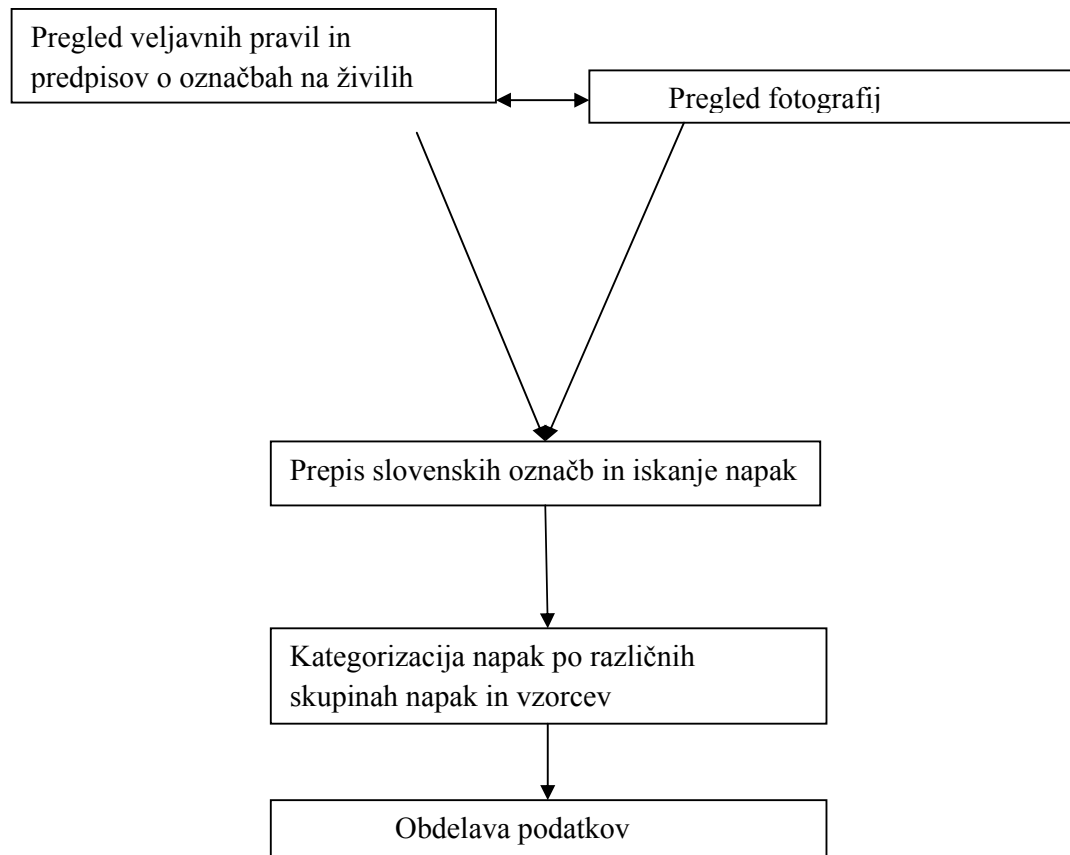 Pregled veljavnih pravil in
predpisov o označbah na živilih
Pregled fotografij
Prepis slovenskih označb in iskanje napak
Kategorizacija napak po različnih
skupinah napak in vzorcev
Obdelava podatkov